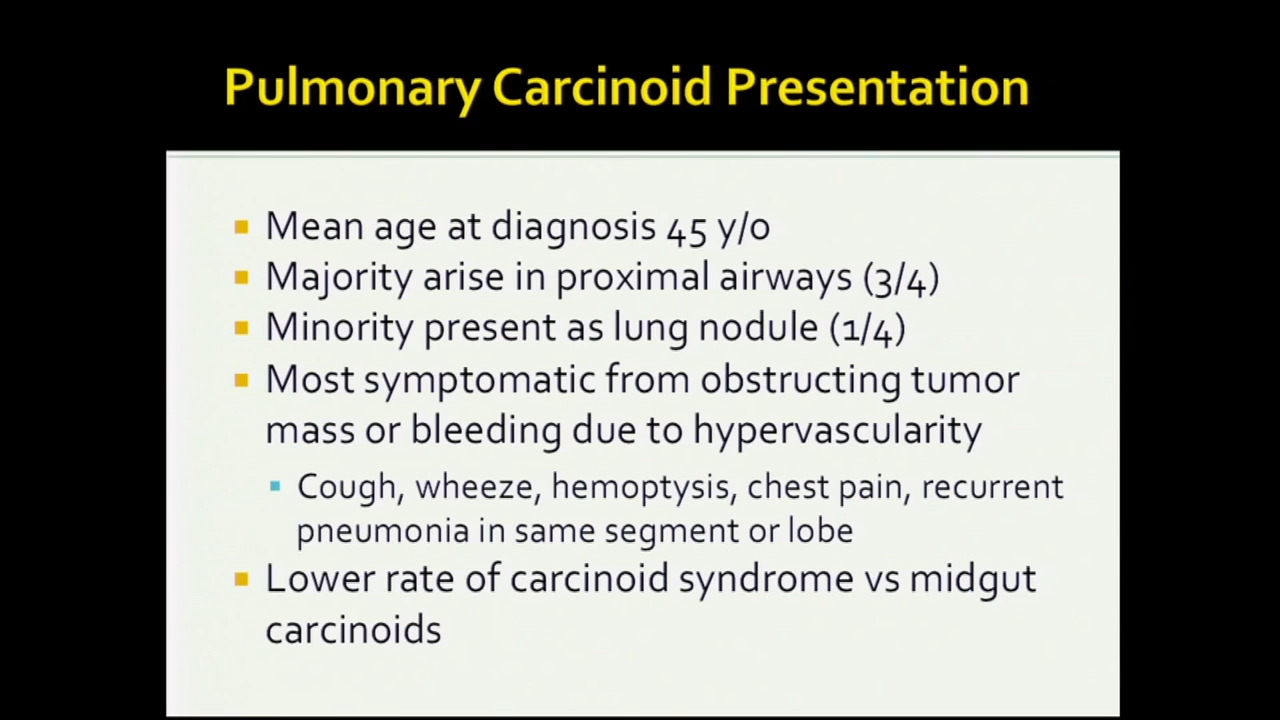 Pulmonary Carcinoid Presentation
Mean age at diagnosis 45 y/o
Majority arise in proximal airways (3/4)
Minority present as lung nodule (1/4)
Most symptomatic from obstructing tumor
mass or bleeding due to hypervascularity
Cough, wheeze, hemoptysis, chest pain, recurrent
pneumonia in same segment or lobe
Lower rate of carcinoid syndrome vs midgut
carcinoids